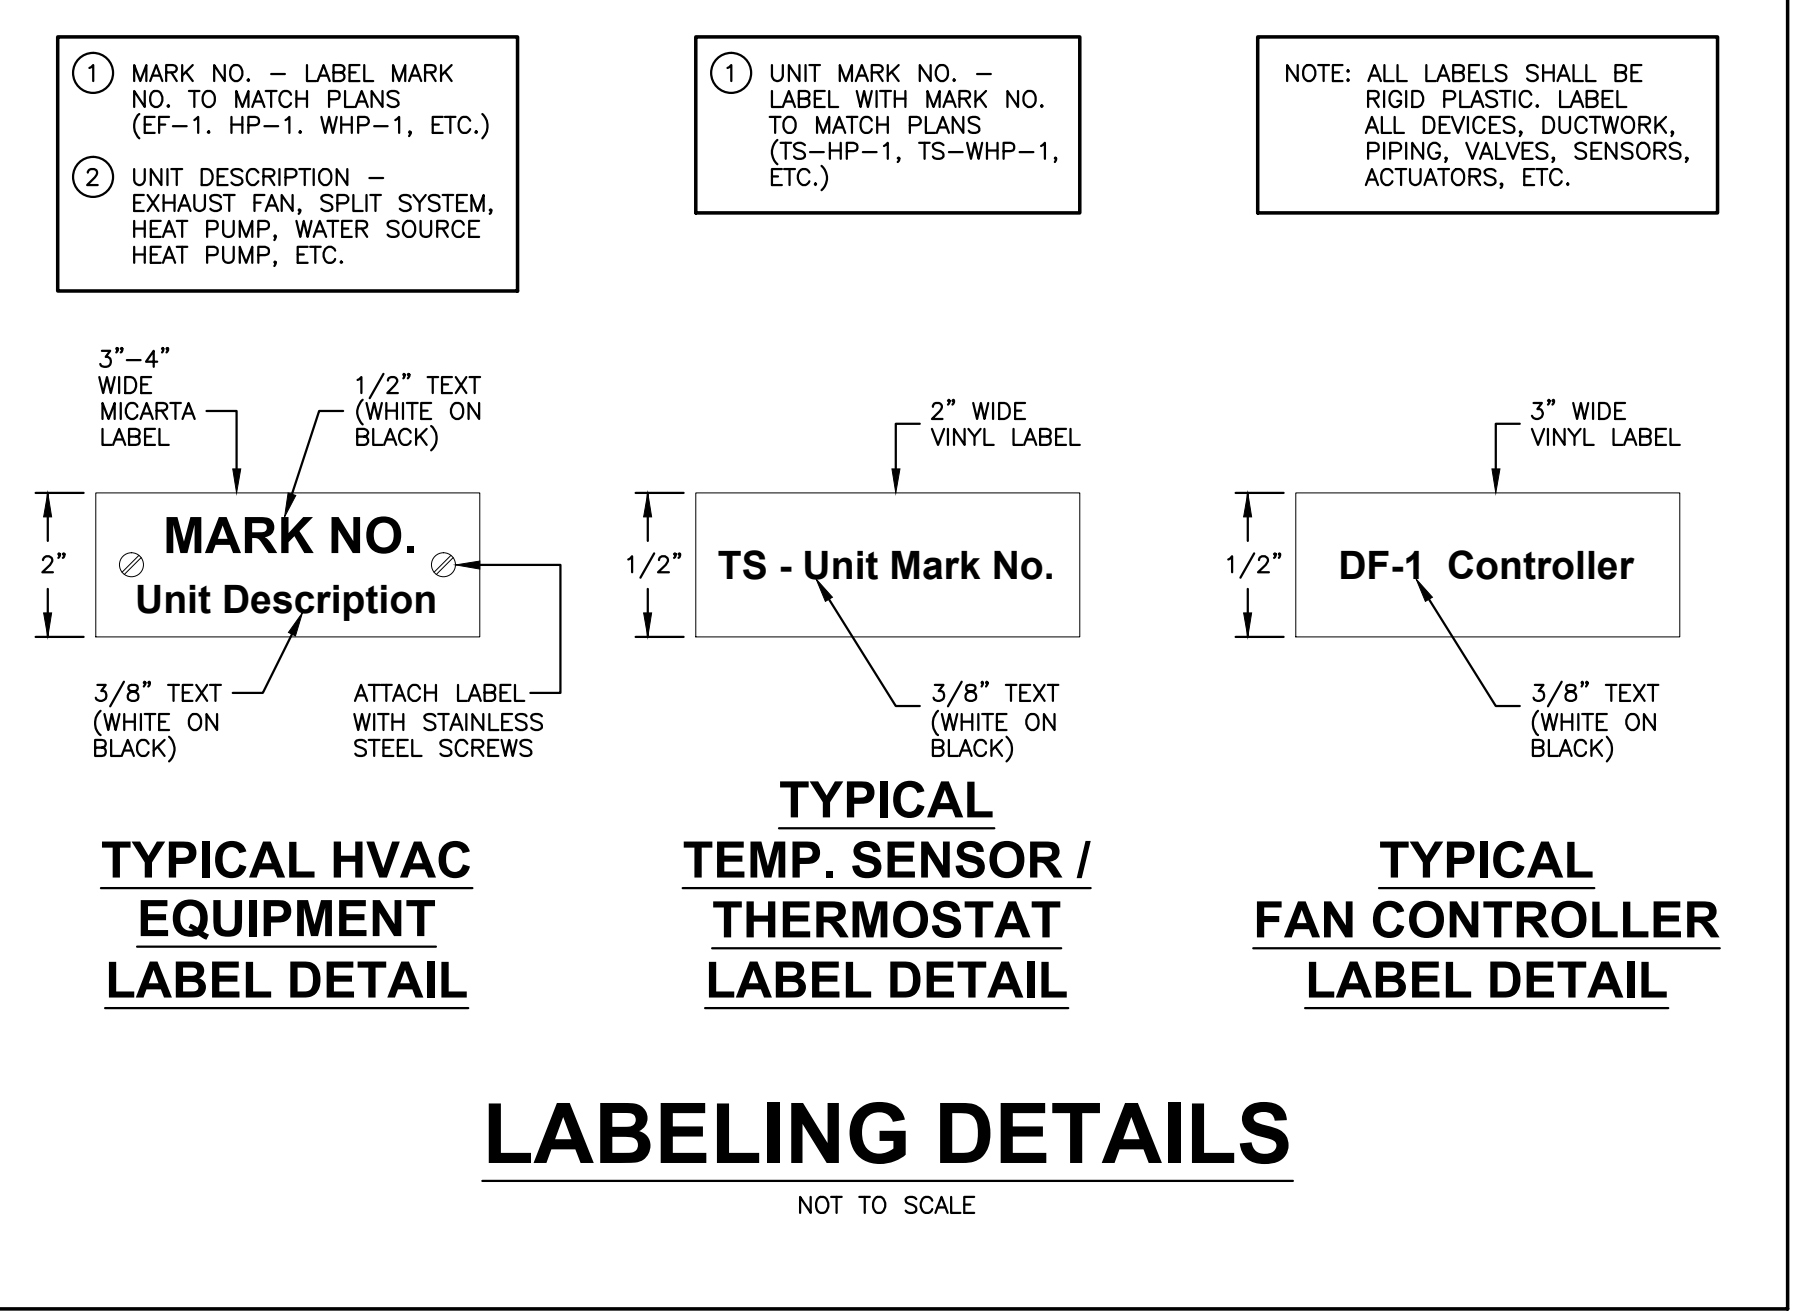 1 MARK NO. – LABEL MARK
NO. TO MATCH PLANS
(EF–1. HP–1. WHP–1, ETC.)
2 UNIT DESCRIPTION –
EXHAUST FAN, SPLIT SYSTEM,
HEAT PUMP, WATER SOURCE
HEAT PUMP, ETC.
1 UNIT MARK NO. –
LABEL WITH MARK NO.
TO MATCH PLANS
(TS–HP–1, TS–WHP–1,
ETC.)
NOTE: ALL LABELS SHALL BE
RIGID PLASTIC. LABEL
ALL DEVICES, DUCTWORK,
PIPING, VALVES, SENSORS,
ACTUATORS, ETC.
3”–4”
WIDE
MICARTA
LABEL
1/2” TEXT
(WHITE ON
BLACK)
2”
MARK NO.
Unit Description
3/8” TEXT
(WHITE ON
BLACK)
ATTACH LABEL
WITH STAINLESS
STEEL SCREWS
TYPICAL HVAC
EQUIPMENT
LABEL DETAIL
2” WIDE
VINYL LABEL
1/2”
TS - Unit Mark No.
3/8” TEXT
(WHITE ON
BLACK)
TYPICAL
TEMP. SENSOR /
THERMOSTAT
LABEL DETAIL
3” WIDE
VINYL LABEL
1/2”
DF-1 Controller
3/8” TEXT
(WHITE ON
BLACK)
TYPICAL
FAN CONTROLLER
LABEL DETAIL
LABELING DETAILS
NOT TO SCALE